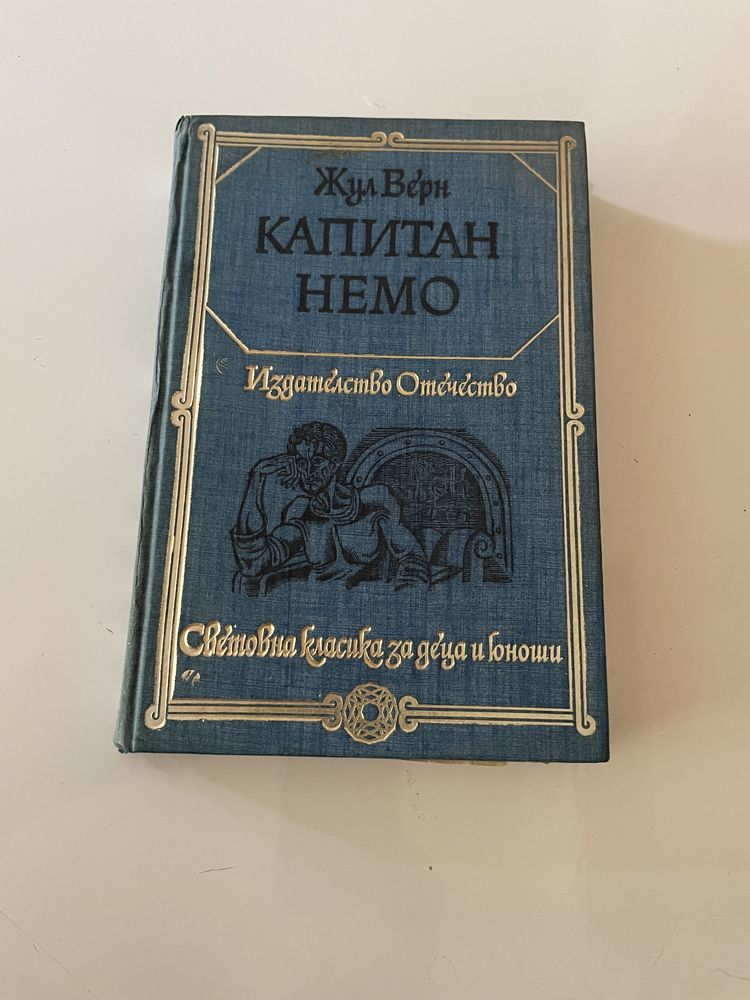 Жул Верн
КАПИТАН
НЕМО
Издателство Отечество
Световна класика за деца и юноши